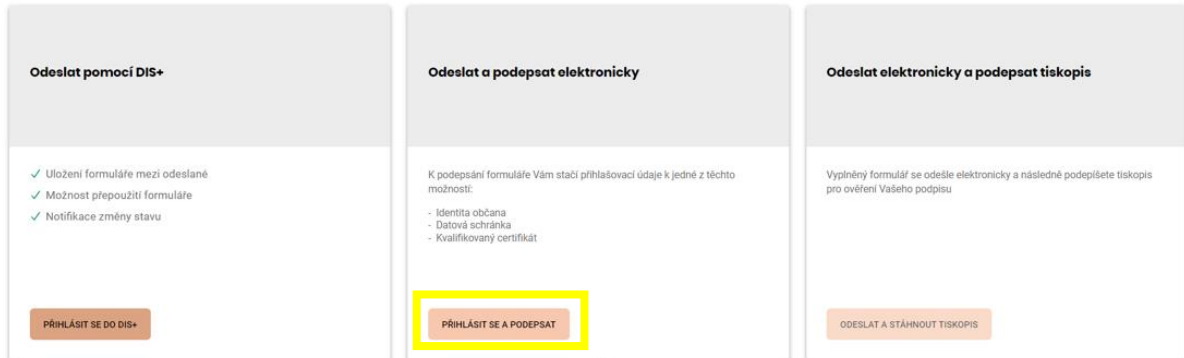 Odeslat pomocí DIS+
✓ Uložení formuláře mezi odeslané
✓ Možnost přepoužití formuláře
✓ Notifikace změny stavu
PŘIHLÁSIT SE DO DIS+
Odeslat a podepsat elektronicky
K podepsání formuláře Vám stačí přihlašovací údaje k jedné z těchto
možností:
- Identita občana
- Datová schránka
- Kvalifikovaný certifikát
PŘIHLÁSIT SE A PODEPSAT
Odeslat elektronicky a podepsat tiskopis
Vyplněný formulář se odešle elektronicky a následně podepíšete tiskopis
pro ověření Vašeho podpisu
ODESLAT A STÁHNOUT TISKOPIS